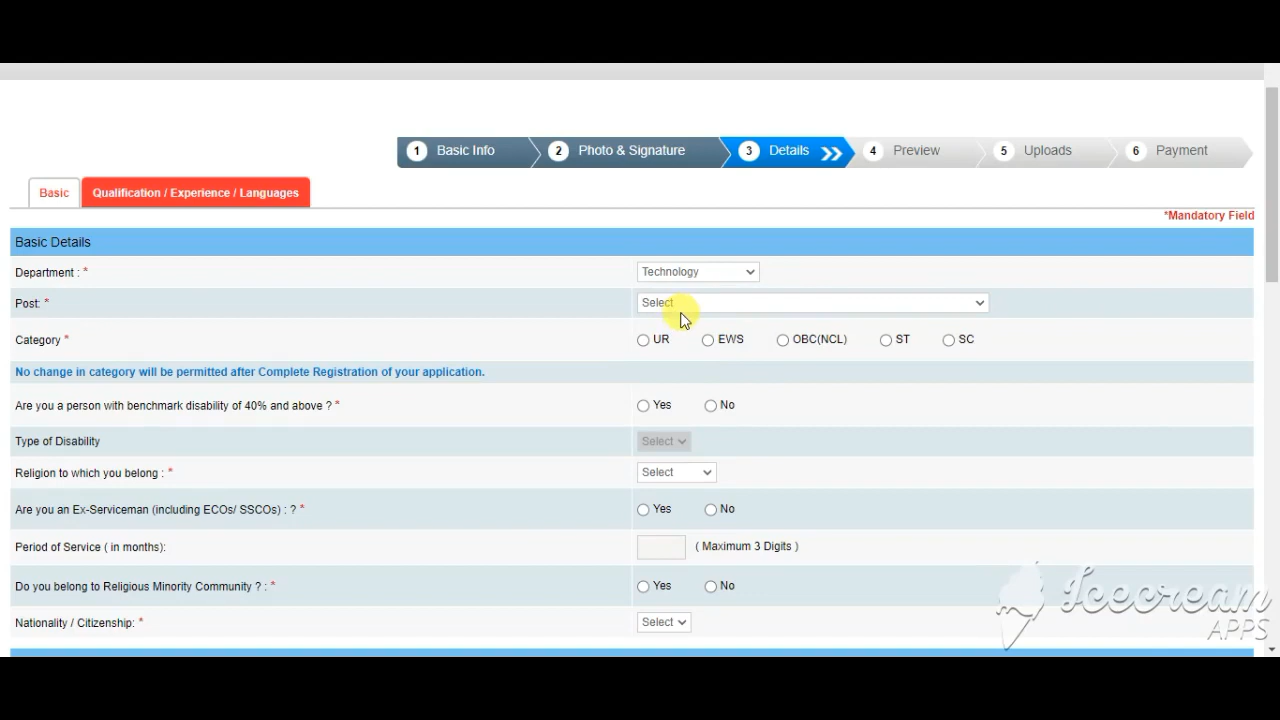 1 Basic Info 2 Photo & Signature 3 Details 4 Preview 5 Uploads 6 Payment
Basic Qualification / Experience / Languages
*Mandatory Field
Basic Details
Department : * Technology
Post: * Select
Category * UR EWS OBC(NCL) ST SC
No change in category will be permitted after Complete Registration of your application.
Are you a person with benchmark disability of 40% and above ? * Yes No
Type of Disability Select
Religion to which you belong : * Select
Are you an Ex-Serviceman (including ECOs/ SSCOs) : ? * Yes No
Period of Service ( in months): ( Maximum 3 Digits )
Do you belong to Religious Minority Community ? : * Yes No
Nationality / Citizenship: * Select
Icecream
APPS